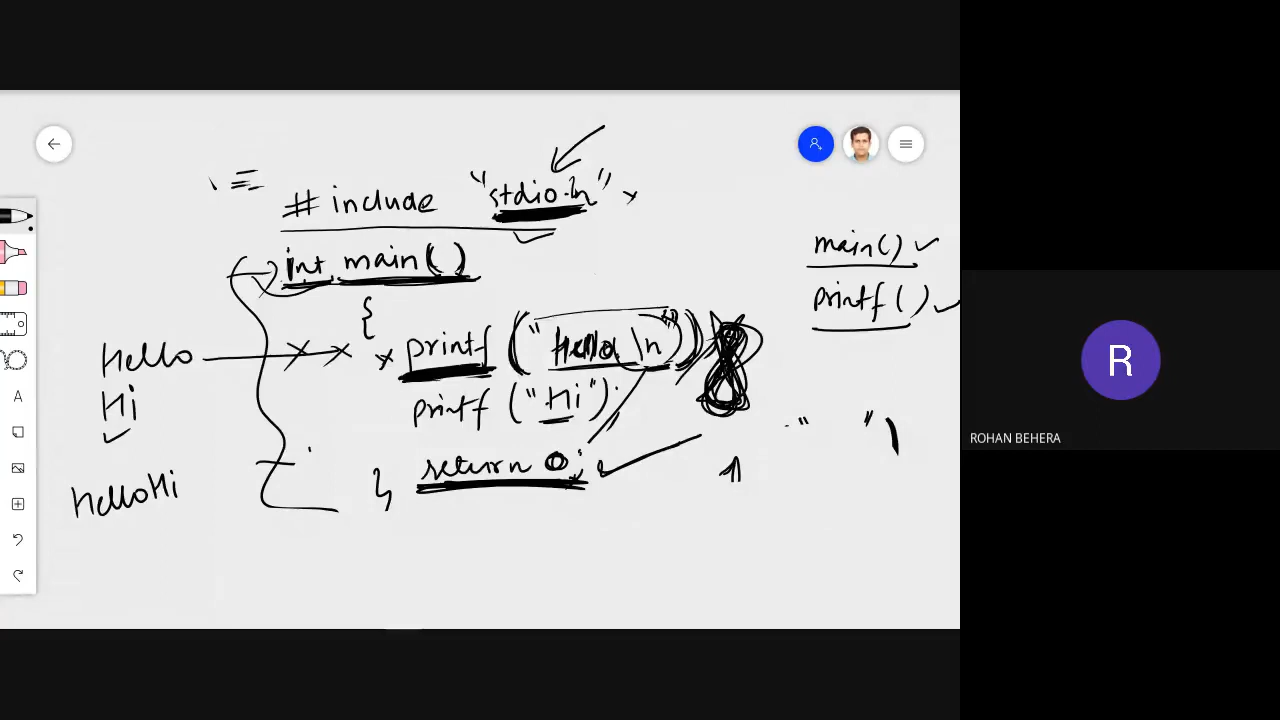 # include "stdio.h"
int main()
{
printf ("Hello \n")
printf ("Hi");
return 0;
}
Hello
Hi
HelloHi
main()
printf ()
" "
A
R
ROHAN BEHERA